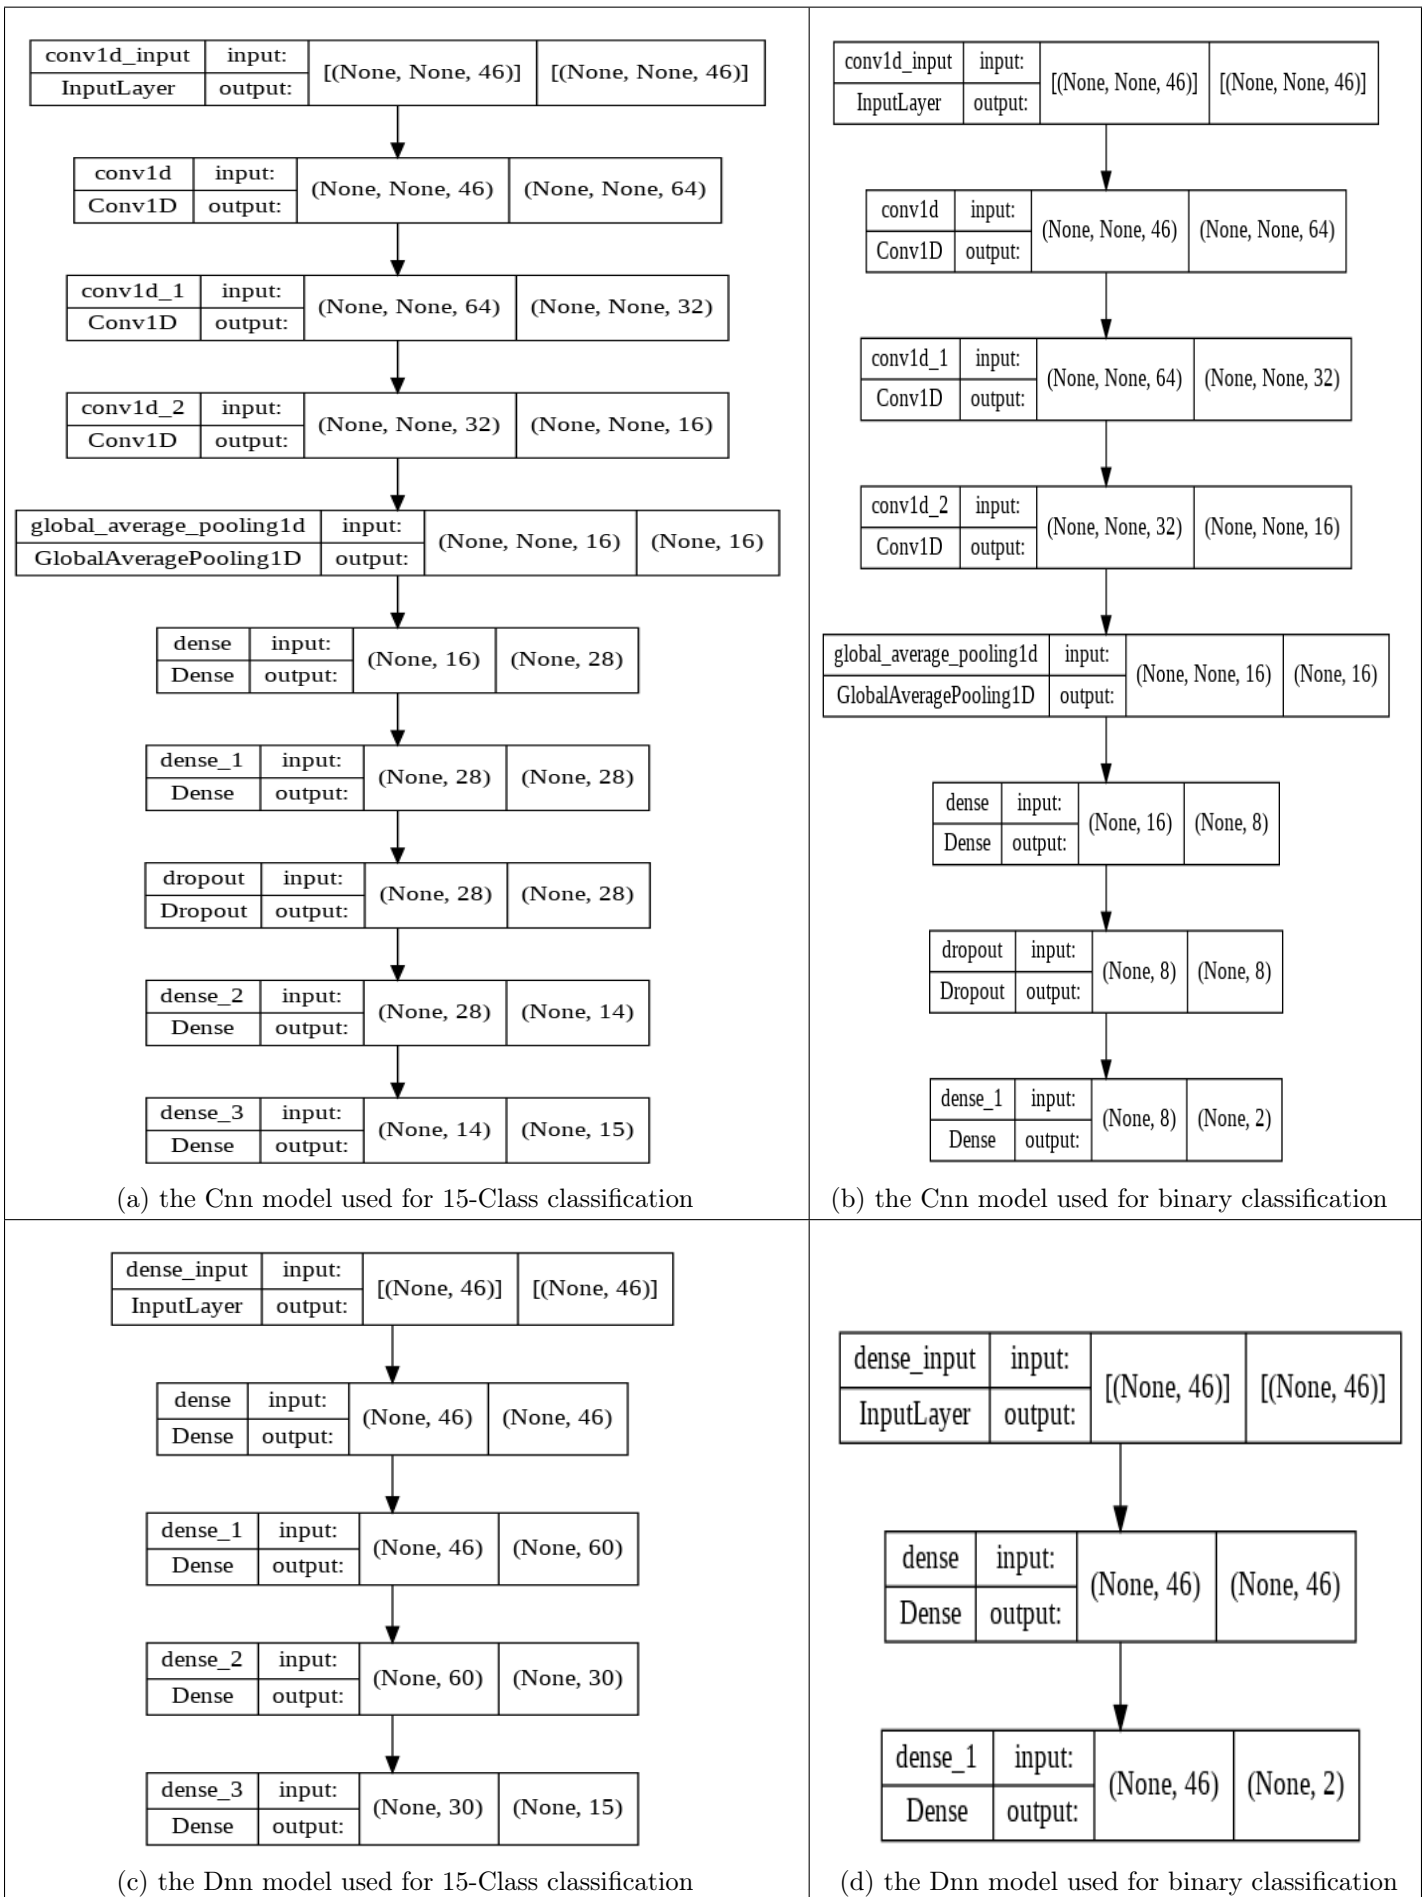 conv1d_input input: [(None, None, 46)] [(None, None, 46)]
InputLayer output:
conv1d input: (None, None, 46) (None, None, 64)
Conv1D output:
conv1d_1 input: (None, None, 64) (None, None, 32)
Conv1D output:
conv1d_2 input: (None, None, 32) (None, None, 16)
Conv1D output:
global_average_pooling1d input: (None, None, 16) (None, 16)
GlobalAveragePooling1D output:
dense input: (None, 16) (None, 28)
Dense output:
dense_1 input: (None, 28) (None, 28)
Dense output:
dropout input: (None, 28) (None, 28)
Dropout output:
dense_2 input: (None, 28) (None, 14)
Dense output:
dense_3 input: (None, 14) (None, 15)
Dense output:
(a) the Cnn model used for 15-Class classification
conv1d_input input: [(None, None, 46)] [(None, None, 46)]
InputLayer output:
conv1d input: (None, None, 46) (None, None, 64)
Conv1D output:
conv1d_1 input: (None, None, 64) (None, None, 32)
Conv1D output:
conv1d_2 input: (None, None, 32) (None, None, 16)
Conv1D output:
global_average_pooling1d input: (None, None, 16) (None, 16)
GlobalAveragePooling1D output:
dense input: (None, 16) (None, 8)
Dense output:
dropout input: (None, 8) (None, 8)
Dropout output:
dense_1 input: (None, 8) (None, 2)
Dense output:
(b) the Cnn model used for binary classification
dense_input input: [(None, 46)] [(None, 46)]
InputLayer output:
dense input: (None, 46) (None, 46)
Dense output:
dense_1 input: (None, 46) (None, 60)
Dense output:
dense_2 input: (None, 60) (None, 30)
Dense output:
dense_3 input: (None, 30) (None, 15)
Dense output:
(c) the Dnn model used for 15-Class classification
dense_input input: [(None, 46)] [(None, 46)]
InputLayer output:
dense input: (None, 46) (None, 46)
Dense output:
dense_1 input: (None, 46) (None, 2)
Dense output:
(d) the Dnn model used for binary classification